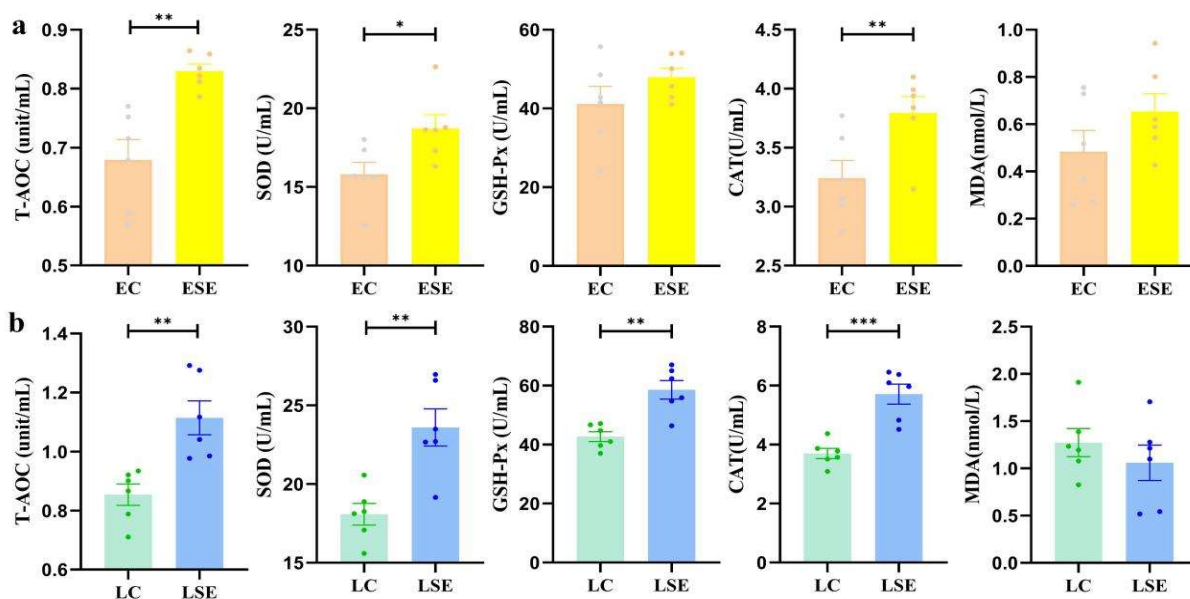 a
T-AOC (unit/mL)
0.9
0.8
0.7
0.6
0.5
**
EC
ESE
SOD (U/mL)
25
20
15
10
*
EC
ESE
GSH-Px (U/mL)
60
40
20
0
EC
ESE
CAT(U/mL)
4.5
4.0
3.5
3.0
2.5
**
EC
ESE
MDA(nmol/L)
1.0
0.8
0.6
0.4
0.2
0.0
EC
ESE
b
T-AOC (unit/mL)
1.4
1.2
1.0
0.8
0.6
**
LC
LSE
SOD (U/mL)
30
25
20
15
**
LC
LSE
GSH-Px (U/mL)
80
60
40
20
0
**
LC
LSE
CAT(U/mL)
8
6
4
2
0
***
LC
LSE
MDA(nmol/L)
2.5
2.0
1.5
1.0
0.5
0.0
LC
LSE